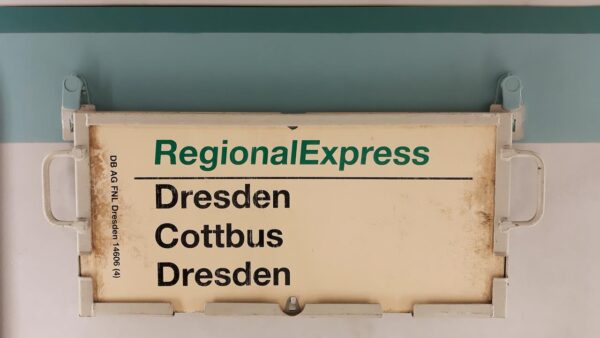 RegionalExpress
Dresden
Cottbus
Dresden
DB AG FNL Dresden 14606 (4)